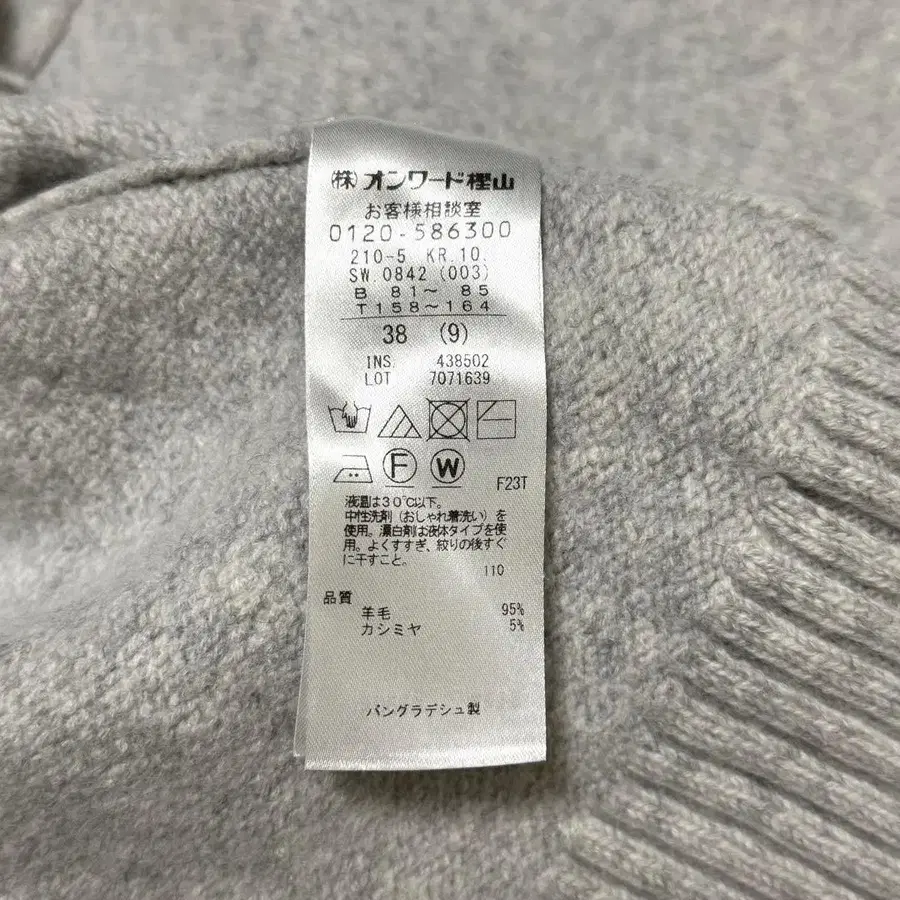 (株)オンワード樫山
お客様相談室
0120-586300
210-5 KR.10.
SW 0842 (003)
B 81～ 85
T158～164
38 (9)
INS. 438502
LOT 7071639
F W F23T
液温は30℃以下。
中性洗剤（おしゃれ着洗い）を
使用。漂白剤は液体タイプを使
用。よくすすぎ、絞りの後すぐ
に干すこと。
110
品質
羊毛 95%
カシミヤ 5%
バングラデシュ製